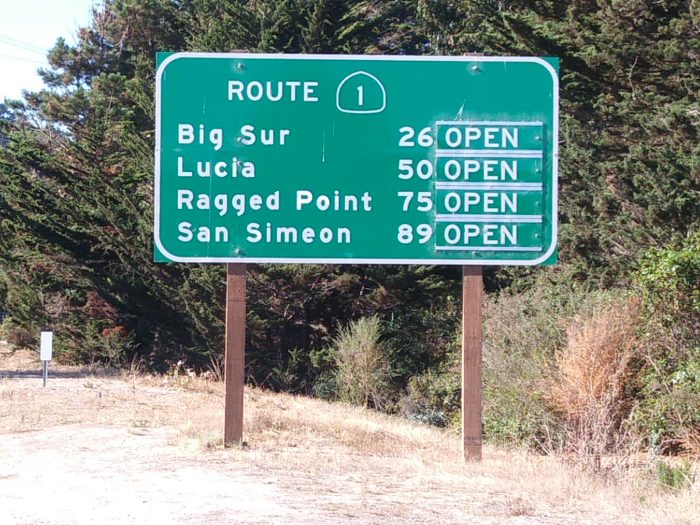 ROUTE 1
Big Sur 26 OPEN
Lucia 50 OPEN
Ragged Point 75 OPEN
San Simeon 89 OPEN